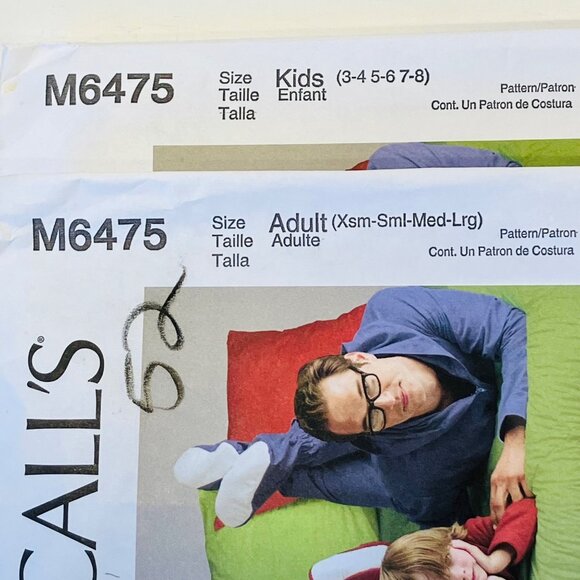 M6475
Size Kids (3-4 5-6 7-8)
Taille Enfant
Talla
Pattern/Patron
Cont. Un Patron de Costura
M6475
Size Adult (Xsm-Sml-Med-Lrg)
Taille Adulte
Talla
Pattern/Patron
Cont. Un Patron de Costura
52
CALL'S®